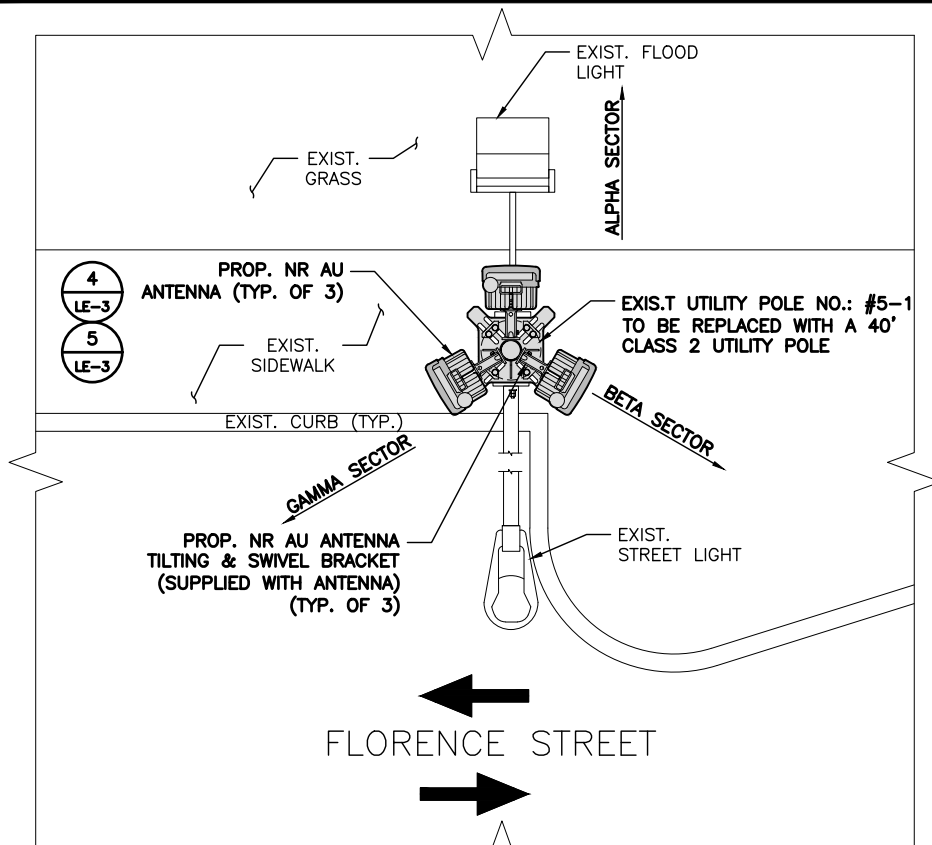 EXIST. FLOOD
LIGHT
ALPHA SECTOR
EXIST.
GRASS
4
LE-3
5
LE-3
PROP. NR AU
ANTENNA (TYP. OF 3)
EXIS.T UTILITY POLE NO.: #5-1
TO BE REPLACED WITH A 40'
CLASS 2 UTILITY POLE
EXIST.
SIDEWALK
EXIST. CURB (TYP.)
BETA SECTOR
GAMMA SECTOR
PROP. NR AU ANTENNA
TILTING & SWIVEL BRACKET
(SUPPLIED WITH ANTENNA)
(TYP. OF 3)
EXIST.
STREET LIGHT
FLORENCE STREET